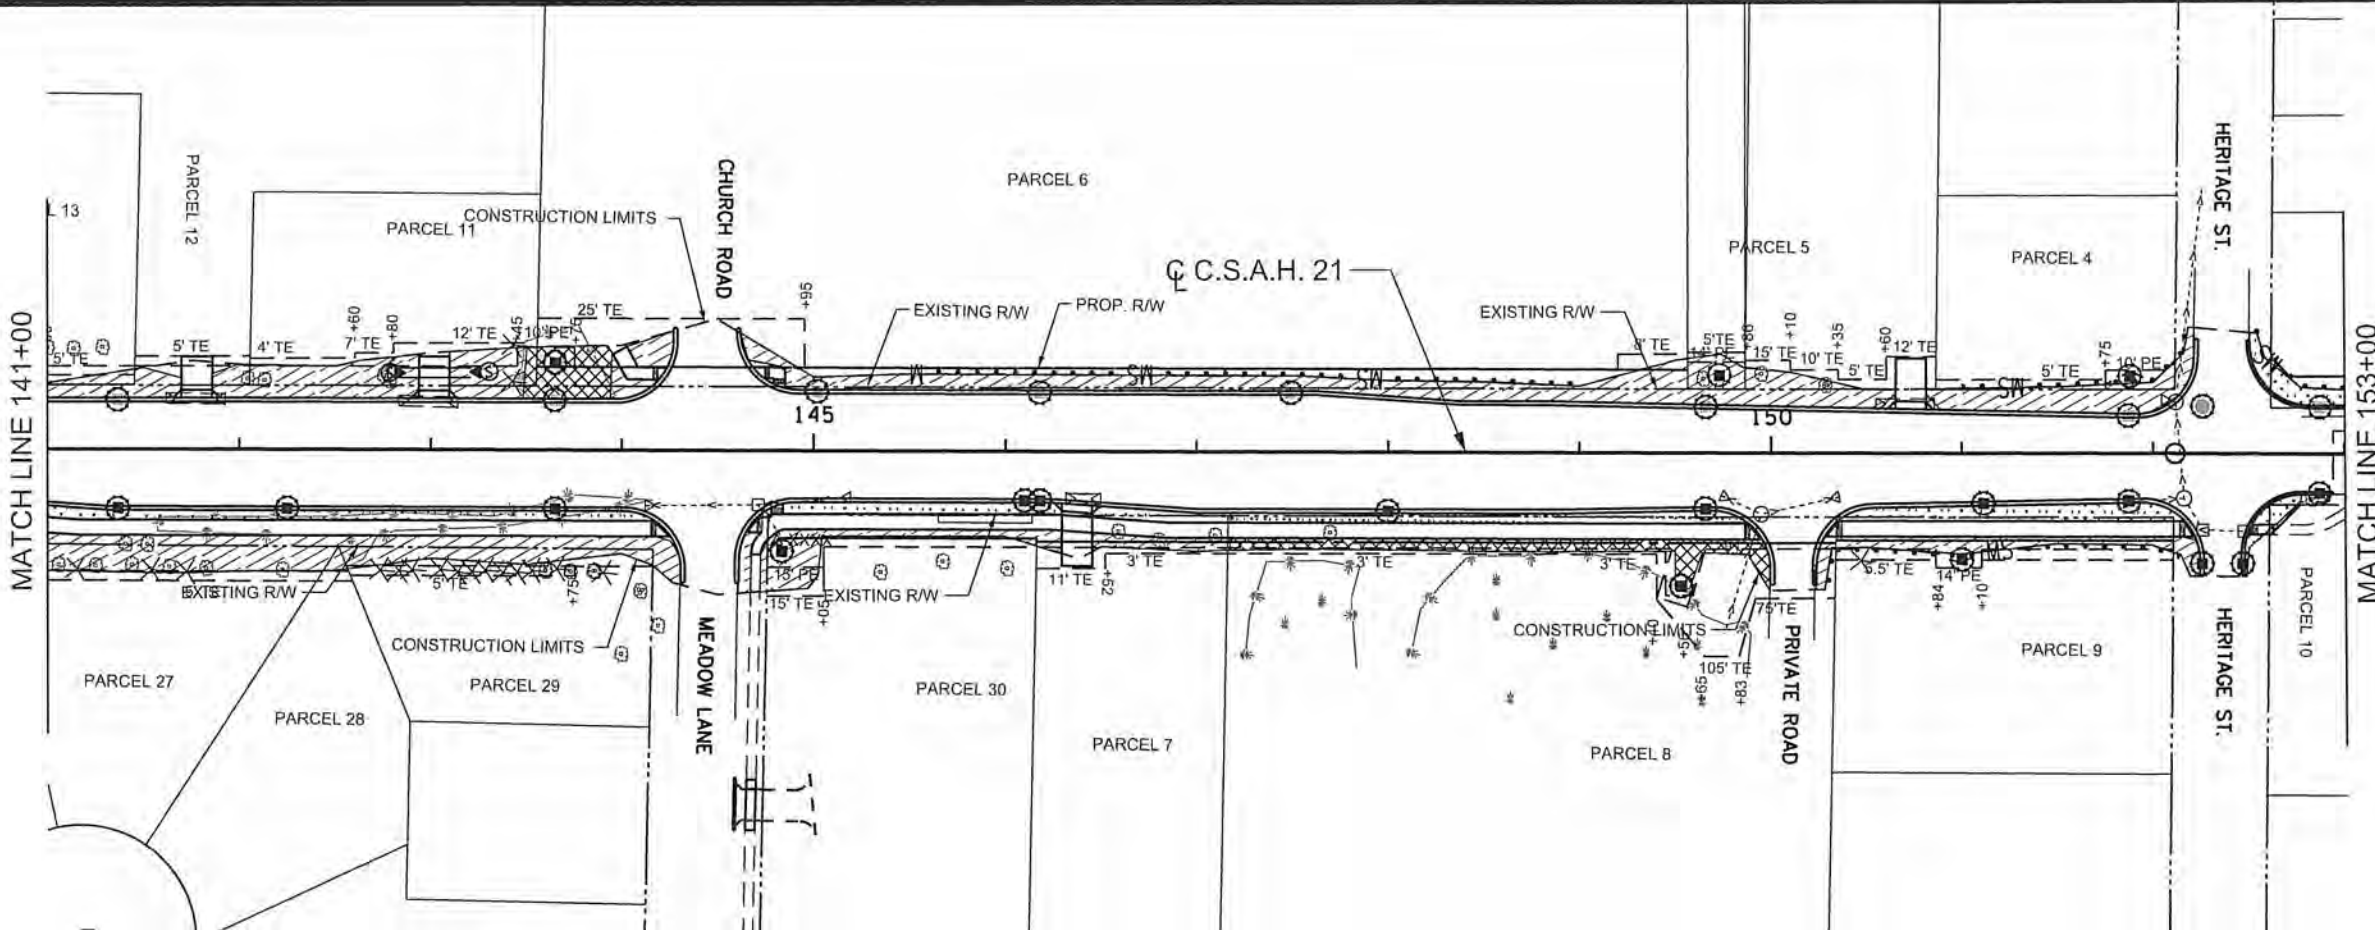 MATCH LINE 141+00
L 13
PARCEL 12
PARCEL 11
CONSTRUCTION LIMITS
CHURCH ROAD
PARCEL 6
℄ C.S.A.H. 21
PARCEL 5
PARCEL 4
HERITAGE ST.
MATCH LINE 153+00
5' TE
5' TE
4' TE
+60
7' TE
+80
12' TE
+45
10' PE
+75
25' TE
+95
EXISTING R/W
PROP. R/W
EXISTING R/W
5'TE
+86
15' TE
+10
10' TE
+35
5' TE
+60
12' TE
5' TE
+75
10' PE
145
150
EXISTING R/W
5' TE
+75
CONSTRUCTION LIMITS
15' PE
15' TE
+05
EXISTING R/W
11' TE
+52
3' TE
3' TE
3' TE
CONSTRUCTION LIMITS
105' TE
+65
+83
75'TE
5.5' TE
+84
14' PE
+10
PARCEL 27
PARCEL 28
PARCEL 29
MEADOW LANE
PARCEL 30
PARCEL 7
PARCEL 8
PRIVATE ROAD
PARCEL 9
HERITAGE ST.
PARCEL 10